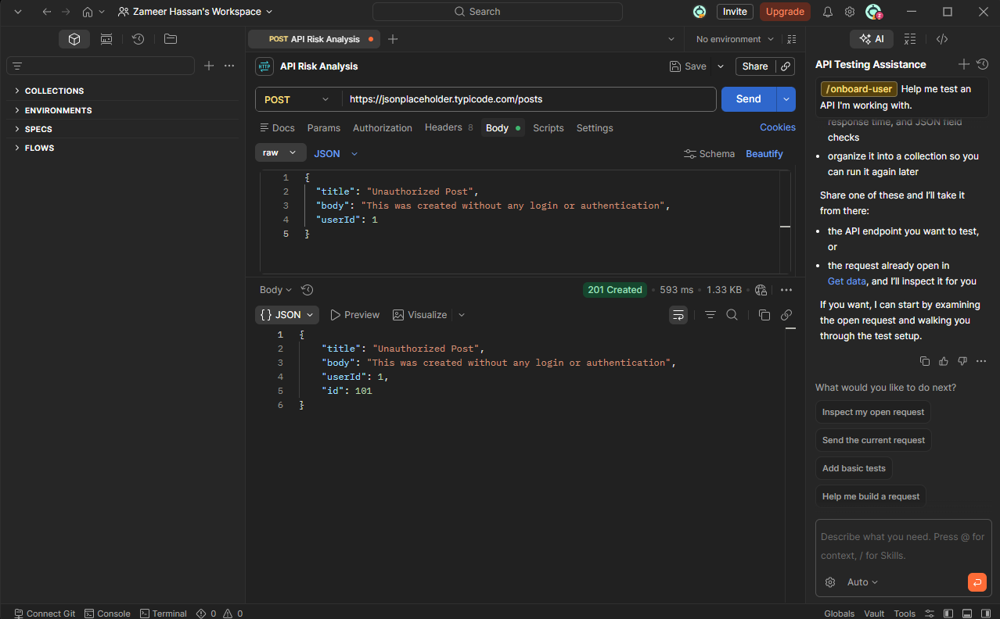 Zameer Hassan's Workspace
Search
Invite
Upgrade
2
POST API Risk Analysis
No environment
AI
COLLECTIONS
ENVIRONMENTS
SPECS
FLOWS
HTTP API Risk Analysis
Save
Share
POST
https://jsonplaceholder.typicode.com/posts
Send
Docs Params Authorization Headers 8 Body Scripts Settings
Cookies
raw
JSON
Schema
Beautify
1 {
2 "title": "Unauthorized Post",
3 "body": "This was created without any login or authentication",
4 "userId": 1
5 }
Body
201 Created
593 ms
1.33 KB
{} JSON
Preview
Visualize
1 {
2 "title": "Unauthorized Post",
3 "body": "This was created without any login or authentication",
4 "userId": 1,
5 "id": 101
6 }
API Testing Assistance
/onboard-user Help me test an
API I'm working with.
response time, and JSON field
checks
• organize it into a collection so you
can run it again later
Share one of these and I'll take it
from there:
• the API endpoint you want to test,
or
• the request already open in
Get data, and I'll inspect it for you
If you want, I can start by examining
the open request and walking you
through the test setup.
What would you like to do next?
Inspect my open request
Send the current request
Add basic tests
Help me build a request
Describe what you need. Press @ for
context, / for Skills.
Auto
Connect Git
Console
Terminal
0
0
Globals
Vault
Tools